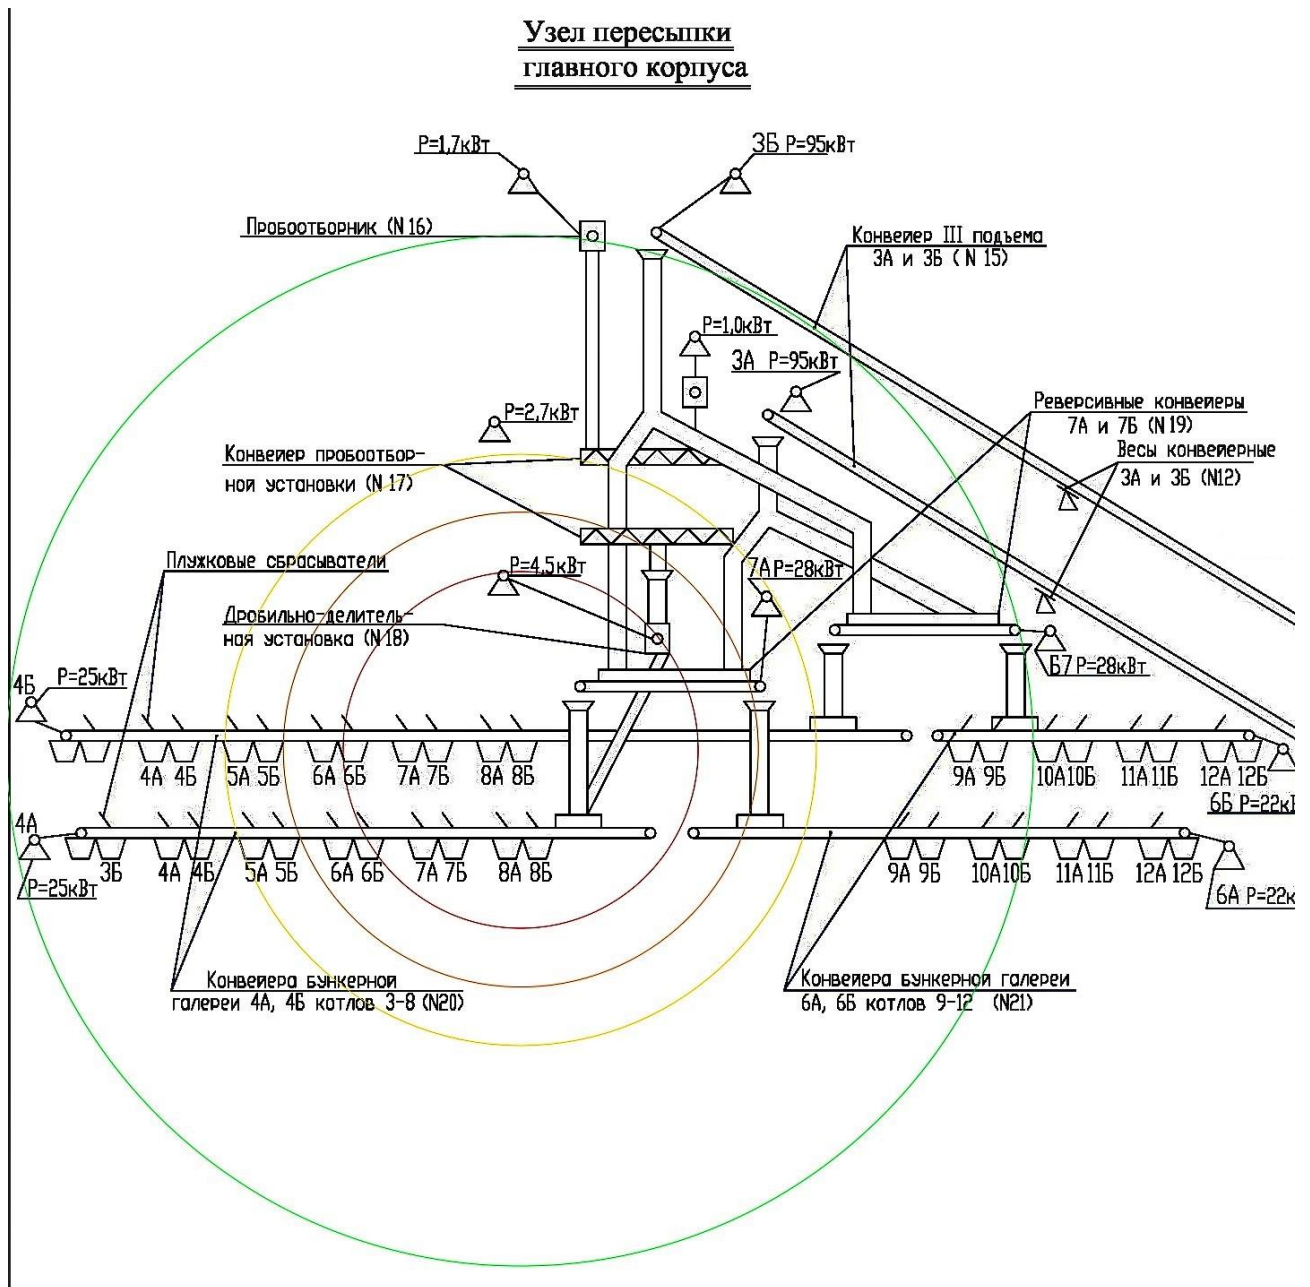 Узел пересыпки
главного корпуса
P=1,7кВт
3Б P=95кВт
Пробоотборник (N 16)
Конвейер III подъема
3А и 3Б ( N 15)
P=1,0кВт
3А P=95кВт
Реверсивные конвейеры
7А и 7Б (N 19)
P=2,7кВт
Весы конвейерные
3А и 3Б (N12)
Конвейер пробоотбор-
ной установки (N 17)
Плужковые сбрасыватели
P=4,5кВт
7А P=28кВт
Дробильно-делитель-
ная установка (N 18)
Б7 P=28кВт
4Б
P=25кВт
4А 4Б 5А 5Б 6А 6Б 7А 7Б 8А 8Б
9А 9Б 10А 10Б 11А 11Б 12А 12Б
6Б P=22к
4А
P=25кВт
3Б 4А 4Б 5А 5Б 6А 6Б 7А 7Б 8А 8Б
9А 9Б 10А 10Б 11А 11Б 12А 12Б
6А P=22к
Конвейера бункерной
галереи 4А, 4Б котлов 3-8 (N20)
Конвейера бункерной галереи
6А, 6Б котлов 9-12 (N21)